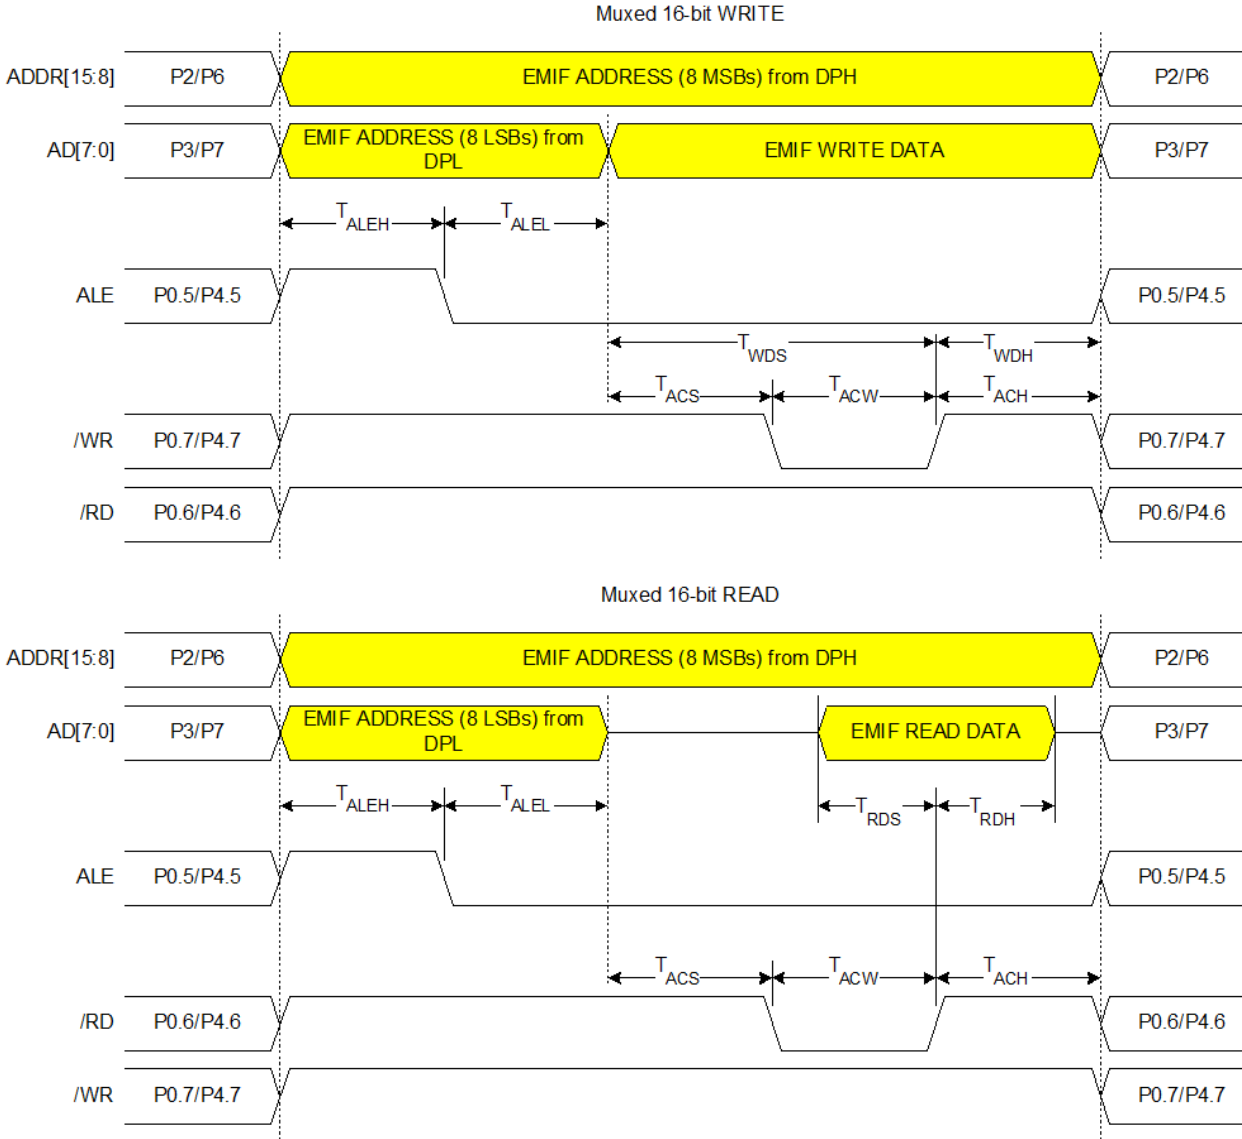 Muxed 16-bit WRITE
ADDR[15:8] P2/P6 EMIF ADDRESS (8 MSBs) from DPH P2/P6
AD[7:0] P3/P7 EMIF ADDRESS (8 LSBs) from DPL EMIF WRITE DATA P3/P7
TALEH TALEL
ALE P0.5/P4.5 P0.5/P4.5
TWDS TWDH
TACS TACW TACH
/WR P0.7/P4.7 P0.7/P4.7
/RD P0.6/P4.6 P0.6/P4.6
Muxed 16-bit READ
ADDR[15:8] P2/P6 EMIF ADDRESS (8 MSBs) from DPH P2/P6
AD[7:0] P3/P7 EMIF ADDRESS (8 LSBs) from DPL EMIF READ DATA P3/P7
TALEH TALEL TRDS TRDH
ALE P0.5/P4.5 P0.5/P4.5
TACS TACW TACH
/RD P0.6/P4.6 P0.6/P4.6
/WR P0.7/P4.7 P0.7/P4.7